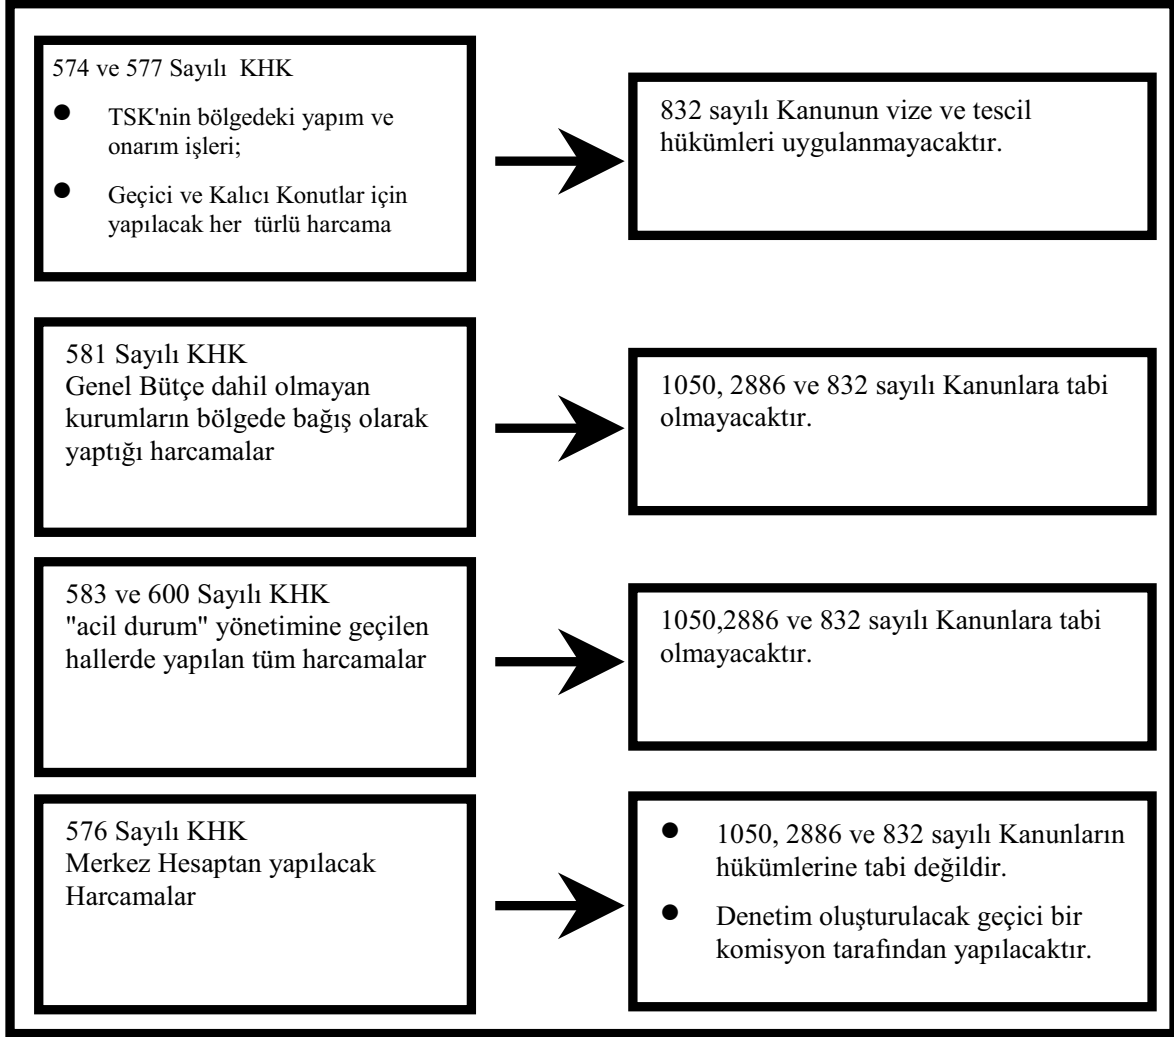 574 ve 577 Sayılı KHK
● TSK'nin bölgedeki yapım ve
onarım işleri;
● Geçici ve Kalıcı Konutlar için
yapılacak her türlü harcama
832 sayılı Kanunun vize ve tescil
hükümleri uygulanmayacaktır.
581 Sayılı KHK
Genel Bütçe dahil olmayan
kurumların bölgede bağış olarak
yaptığı harcamalar
1050, 2886 ve 832 sayılı Kanunlara tabi
olmayacaktır.
583 ve 600 Sayılı KHK
"acil durum" yönetimine geçilen
hallerde yapılan tüm harcamalar
1050,2886 ve 832 sayılı Kanunlara tabi
olmayacaktır.
576 Sayılı KHK
Merkez Hesaptan yapılacak
Harcamalar
● 1050, 2886 ve 832 sayılı Kanunların
hükümlerine tabi değildir.
● Denetim oluşturulacak geçici bir
komisyon tarafından yapılacaktır.